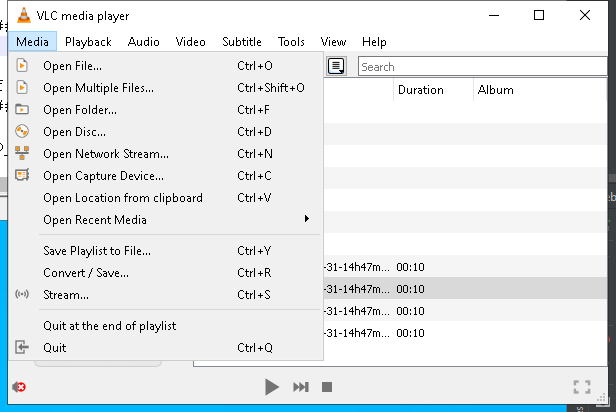 VLC media player
Media Playback Audio Video Subtitle Tools View Help
Open File... Ctrl+O
Search
Open Multiple Files... Ctrl+Shift+O
Duration Album
Open Folder... Ctrl+F
Open Disc... Ctrl+D
Open Network Stream... Ctrl+N
Open Capture Device... Ctrl+C
Open Location from clipboard Ctrl+V
Open Recent Media
Save Playlist to File... Ctrl+Y
-31-14h47m... 00:10
Convert / Save... Ctrl+R
Stream... Ctrl+S
-31-14h47m... 00:10
-31-14h47m... 00:10
Quit at the end of playlist
-31-14h47m... 00:10
Quit Ctrl+Q